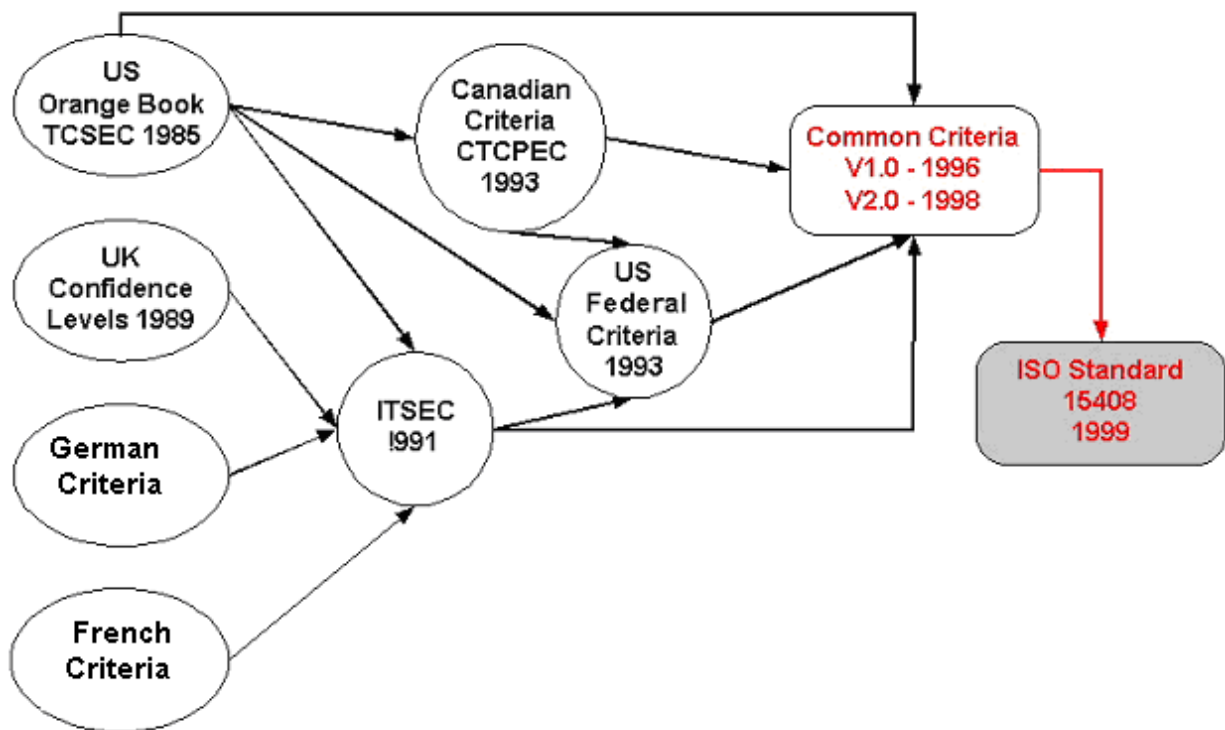 US
Orange Book
TCSEC 1985
Canadian
Criteria
CTCPEC
1993
Common Criteria
V1.0 - 1996
V2.0 - 1998
UK
Confidence
Levels 1989
US
Federal
Criteria
1993
ITSEC
!991
ISO Standard
15408
1999
German
Criteria
French
Criteria